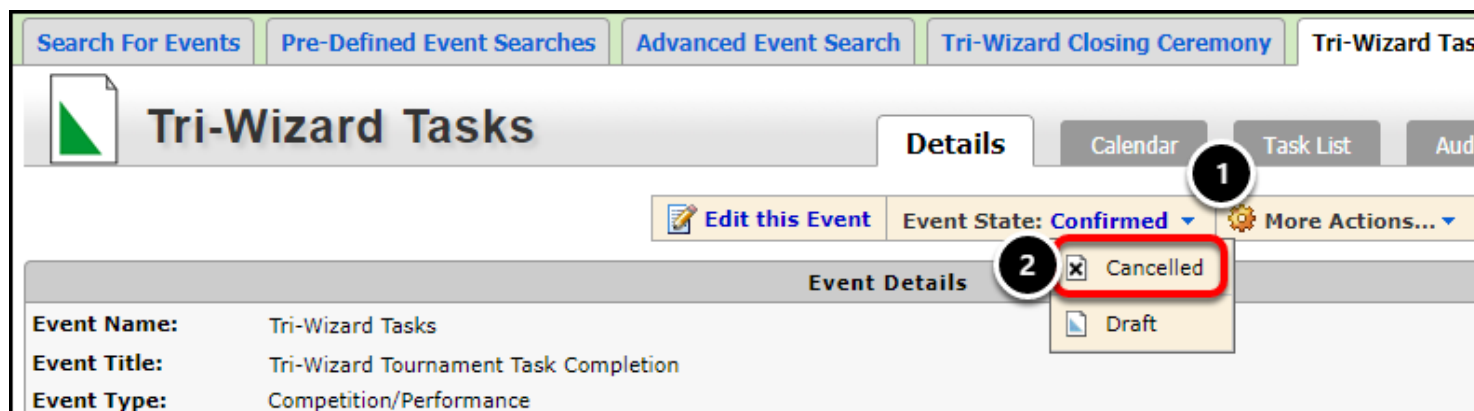 Search For Events Pre-Defined Event Searches Advanced Event Search Tri-Wizard Closing Ceremony Tri-Wizard
Tri-Wizard Tasks
Details Calendar Task List
1
Edit this Event Event State: Confirmed More Actions...
2 Cancelled
Event Details
Draft
Event Name: Tri-Wizard Tasks
Event Title: Tri-Wizard Tournament Task Completion
Event Type: Competition/Performance